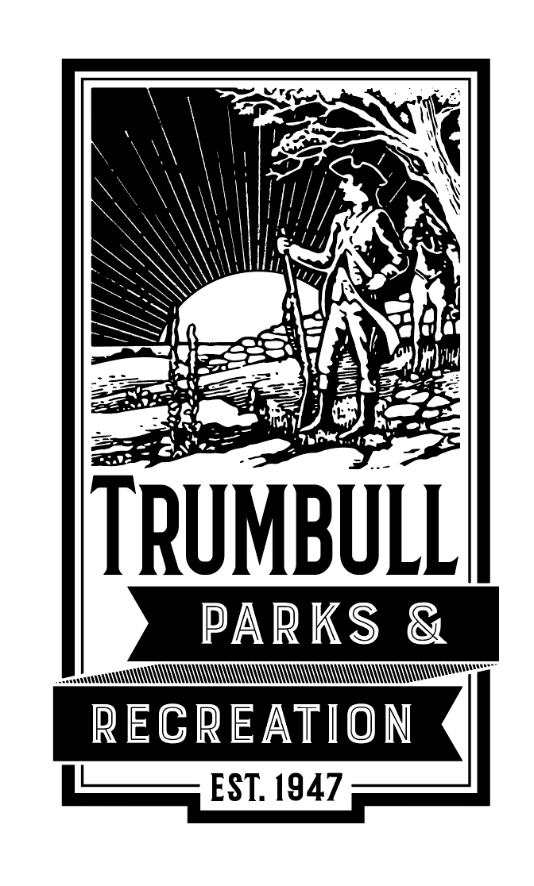 TRUMBULL
PARKS &
RECREATION
EST. 1947